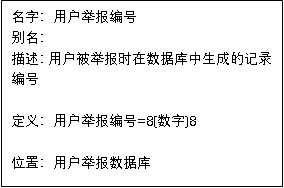 名字：用户举报编号
别名：
描述：用户被举报时在数据库中生成的记录
编号
定义：用户举报编号=8{数字}8
位置：用户举报数据库